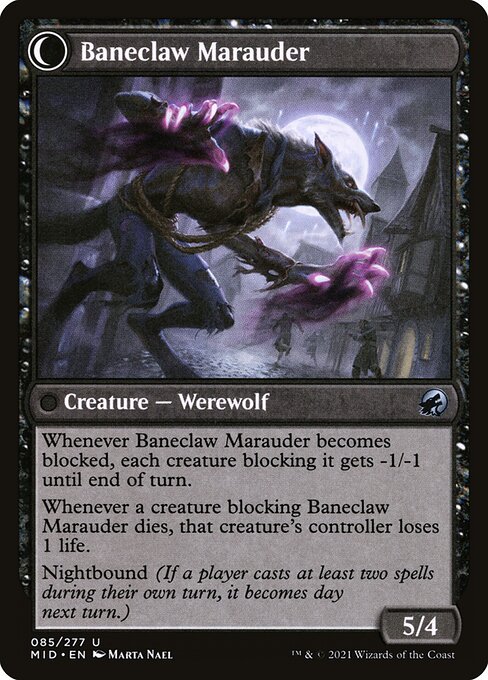 Baneclaw Marauder
Creature — Werewolf
Whenever Baneclaw Marauder becomes
blocked, each creature blocking it gets -1/-1
until end of turn.
Whenever a creature blocking Baneclaw
Marauder dies, that creature's controller loses
1 life.
Nightbound (If a player casts at least two spells
during their own turn, it becomes day
next turn.)
5/4
085/277 U
MID • EN Marta Nael
™ & © 2021 Wizards of the Coast